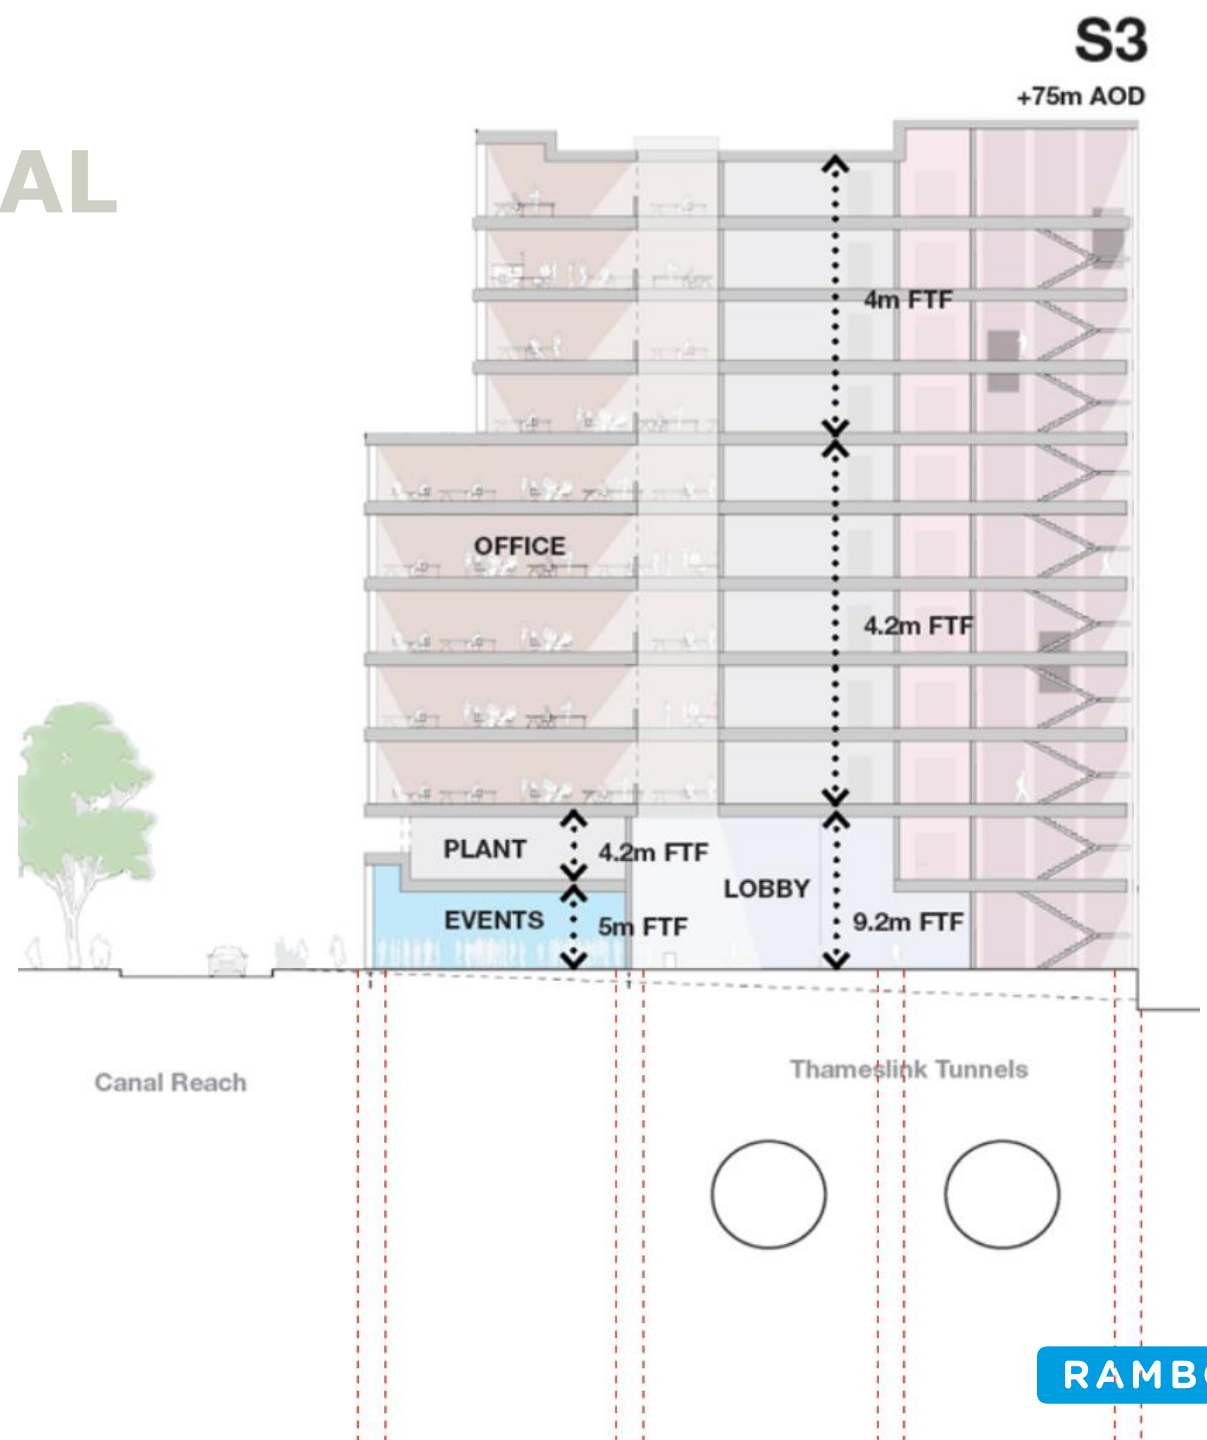 S3
+75m AOD
AL
4m FTF
OFFICE
4.2m FTF
PLANT
4.2m FTF
LOBBY
EVENTS
5m FTF
9.2m FTF
Canal Reach
Thameslink Tunnels
RAMB